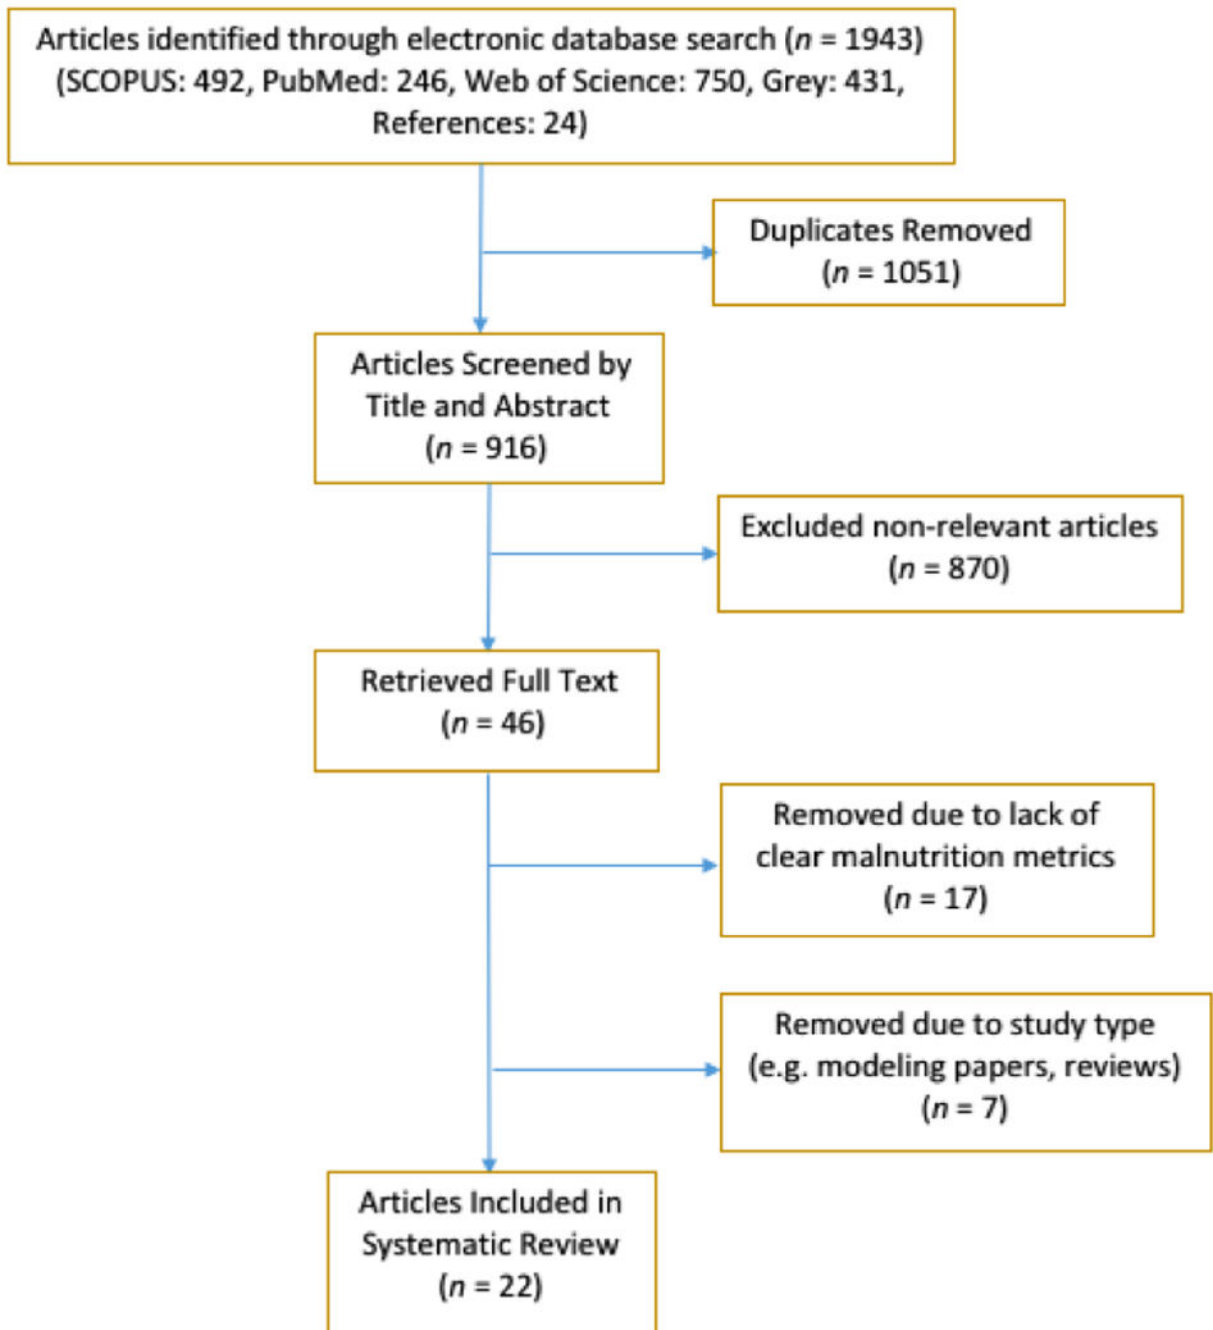 Articles identified through electronic database search (n = 1943)
(SCOPUS: 492, PubMed: 246, Web of Science: 750, Grey: 431,
References: 24)
Duplicates Removed
(n = 1051)
Articles Screened by
Title and Abstract
(n = 916)
Excluded non-relevant articles
(n = 870)
Retrieved Full Text
(n = 46)
Removed due to lack of
clear malnutrition metrics
(n = 17)
Removed due to study type
(e.g. modeling papers, reviews)
(n = 7)
Articles Included in
Systematic Review
(n = 22)